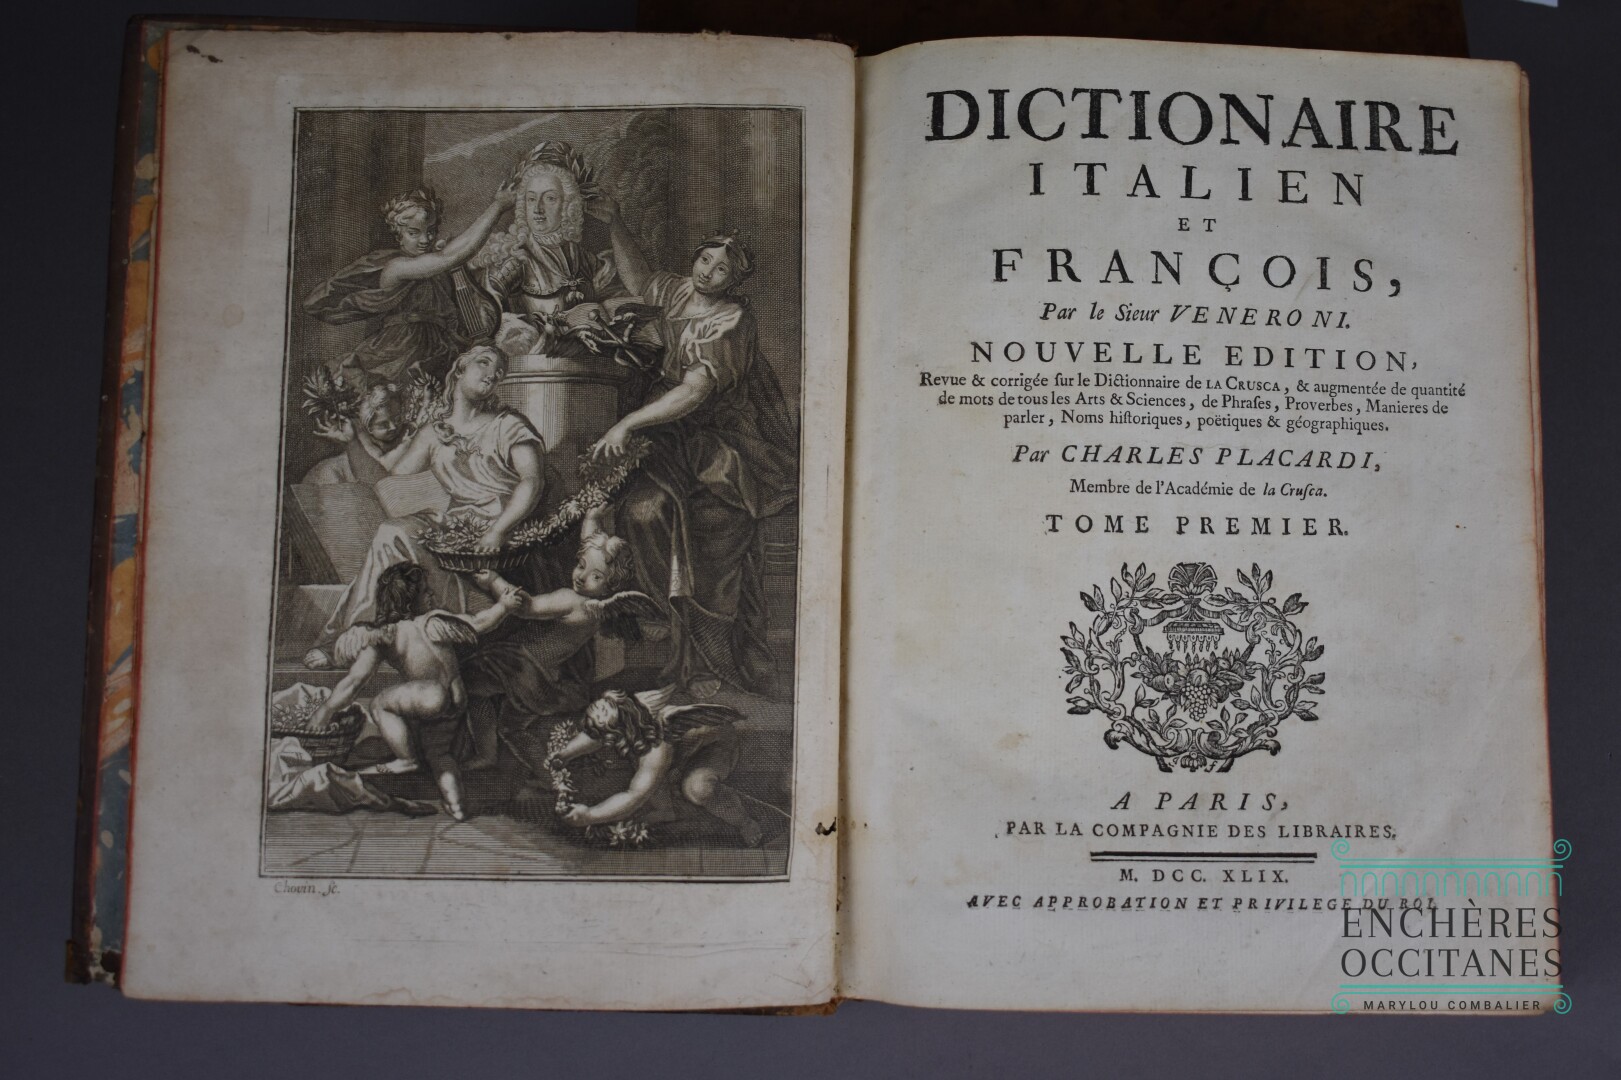 Chovin. sc.
DICTIONAIRE
ITALIEN
ET
FRANÇOIS,
Par le Sieur VENERONI.
NOUVELLE EDITION,
Revue & corrigée ſur le Dictionnaire de LA CRUSCA, & augmentée de quantité
de mots de tous les Arts & Sciences, de Phraſes, Proverbes, Manieres de
parler, Noms hiſtoriques, poëtiques & géographiques.
Par CHARLES PLACARDI,
Membre de l'Académie de la Cruſca.
TOME PREMIER.
A PARIS,
PAR LA COMPAGNIE DES LIBRAIRES.
M. DCC. XLIX.
AVEC APPROBATION ET PRIVILEGE DU ROI.
ENCHÈRES
OCCITANES
MARYLOU COMBALIER